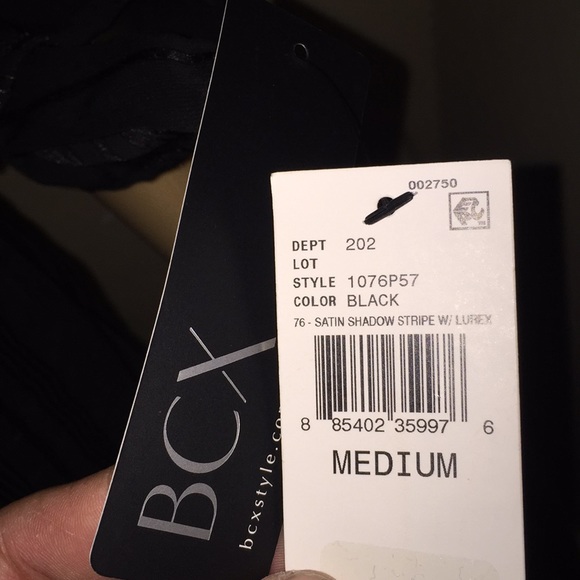 BCX
bcxstyle.co
002750
DEPT 202
LOT
STYLE 1076P57
COLOR BLACK
76 - SATIN SHADOW STRIPE W/ LUREX
8 85402 35997 6
MEDIUM